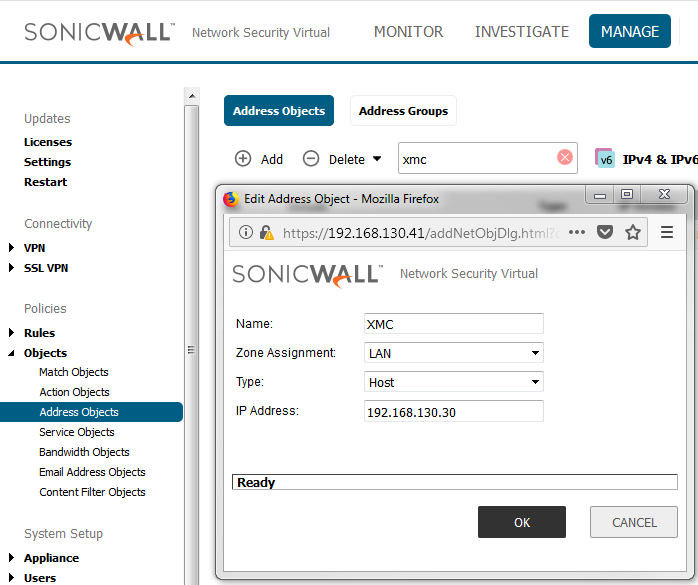 SONICWALL Network Security Virtual MONITOR INVESTIGATE MANAGE
Updates
Licenses
Settings
Restart
Connectivity
VPN
SSL VPN
Policies
Rules
Objects
Match Objects
Action Objects
Address Objects
Service Objects
Bandwidth Objects
Email Address Objects
Content Filter Objects
System Setup
Appliance
Users
Address Objects Address Groups
Add Delete xmc v6 IPv4 & IPv6
Edit Address Object - Mozilla Firefox
https://192.168.130.41/addNetObjDlg.html?
SONICWALL Network Security Virtual
Name: XMC
Zone Assignment: LAN
Type: Host
IP Address: 192.168.130.30
Ready
OK CANCEL